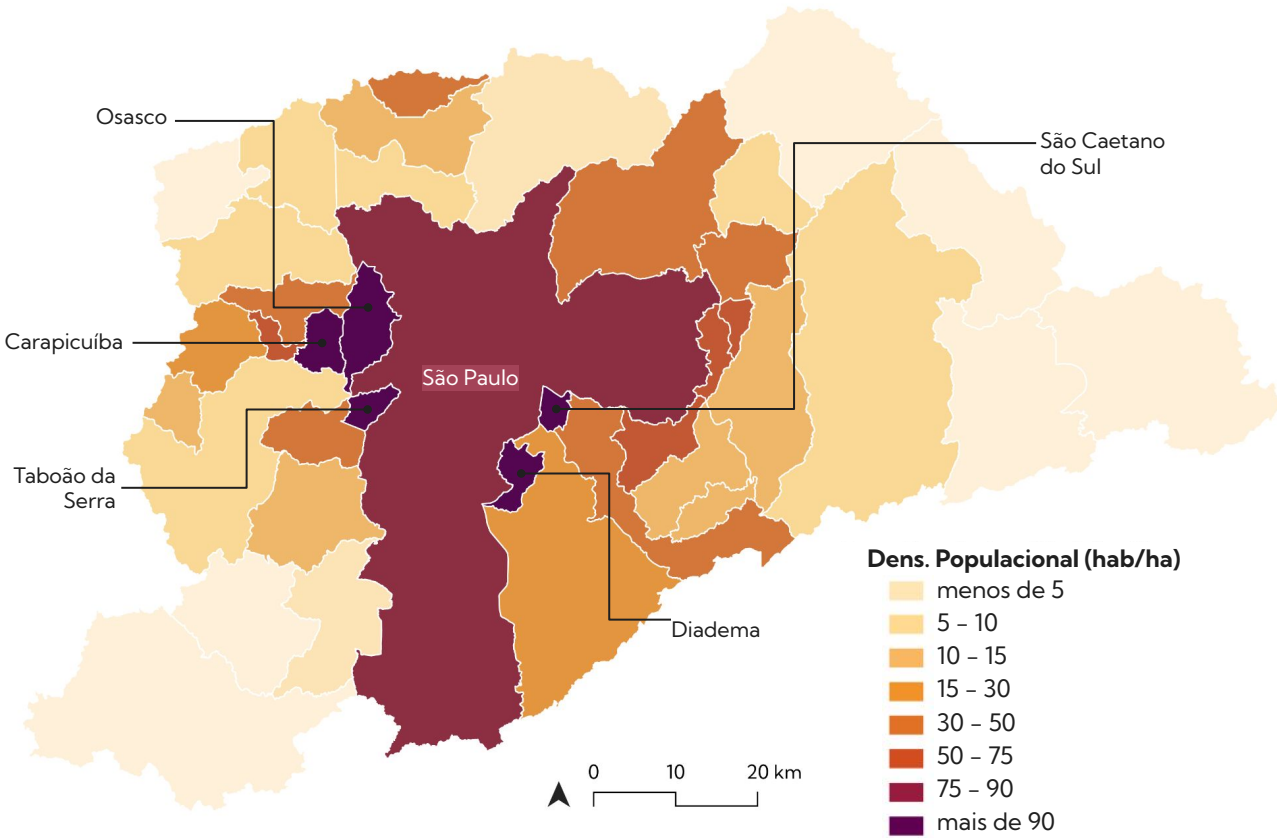 Osasco
São Caetano
do Sul
Carapicuíba
São Paulo
Taboão da
Serra
Diadema
Dens. Populacional (hab/ha)
menos de 5
5 – 10
10 – 15
15 – 30
30 – 50
50 – 75
75 – 90
mais de 90
0 10 20 km